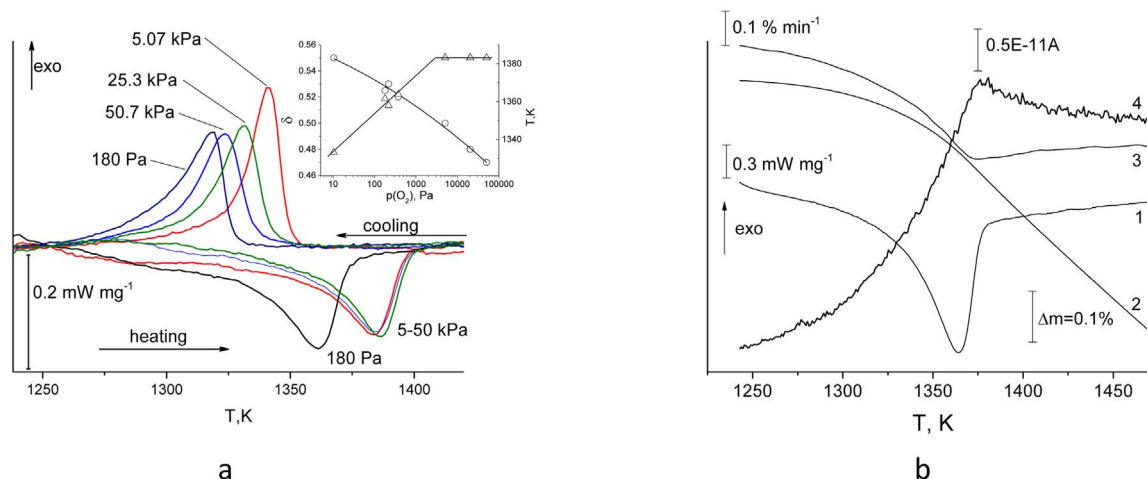 exo
5.07 kPa
25.3 kPa
50.7 kPa
180 Pa
0.56
0.54
0.52
0.50
0.48
0.46
δ
10
100
1000
10000
100000
p(O₂), Pa
1380
1360
1340
T,K
cooling
0.2 mW mg⁻¹
heating
180 Pa
5-50 kPa
1250
1300
1350
1400
T,K
a
0.1 % min⁻¹
0.5E-11A
0.3 mW mg⁻¹
exo
4
3
1
2
Δm=0.1%
1250
1300
1350
1400
1450
T, K
b